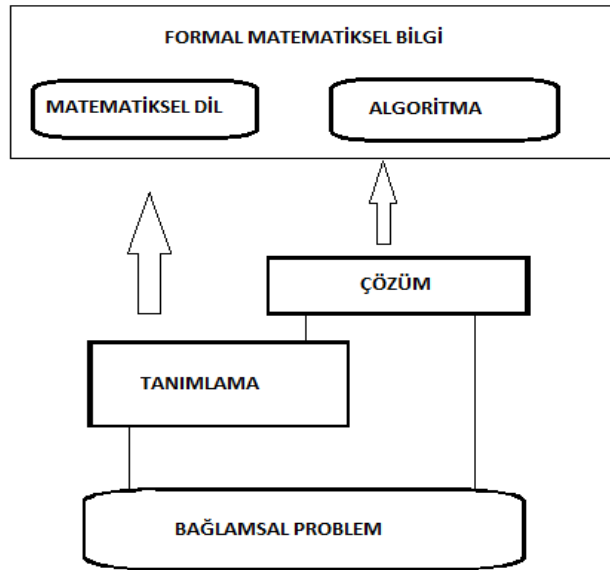 FORMAL MATEMATİKSEL BİLGİ
MATEMATİKSEL DİL
ALGORİTMA
ÇÖZÜM
TANIMLAMA
BAĞLAMSAL PROBLEM